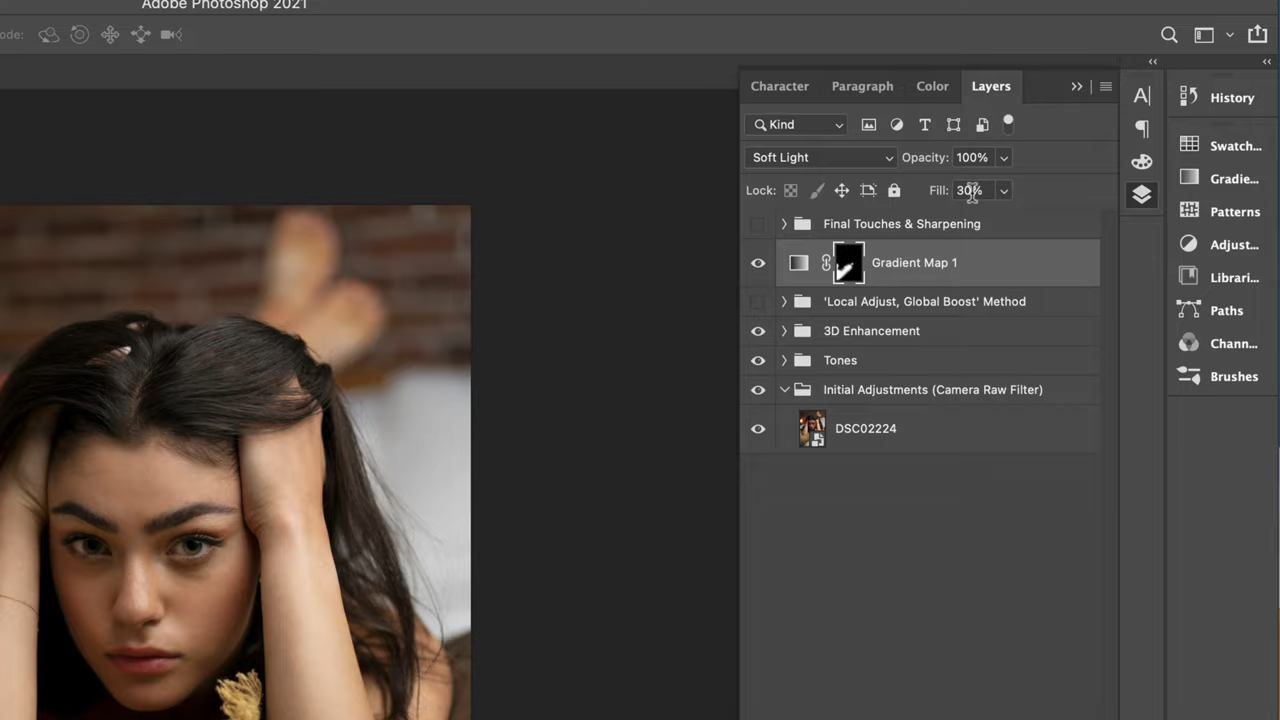 Adobe Photoshop 2021
ode:
Character Paragraph Color Layers
Kind
Soft Light Opacity: 100%
Lock: Fill: 30%
Final Touches & Sharpening
Gradient Map 1
'Local Adjust, Global Boost' Method
3D Enhancement
Tones
Initial Adjustments (Camera Raw Filter)
DSC02224
History
Swatch...
Gradie...
Patterns
Adjust...
Librari...
Paths
Chann...
Brushes